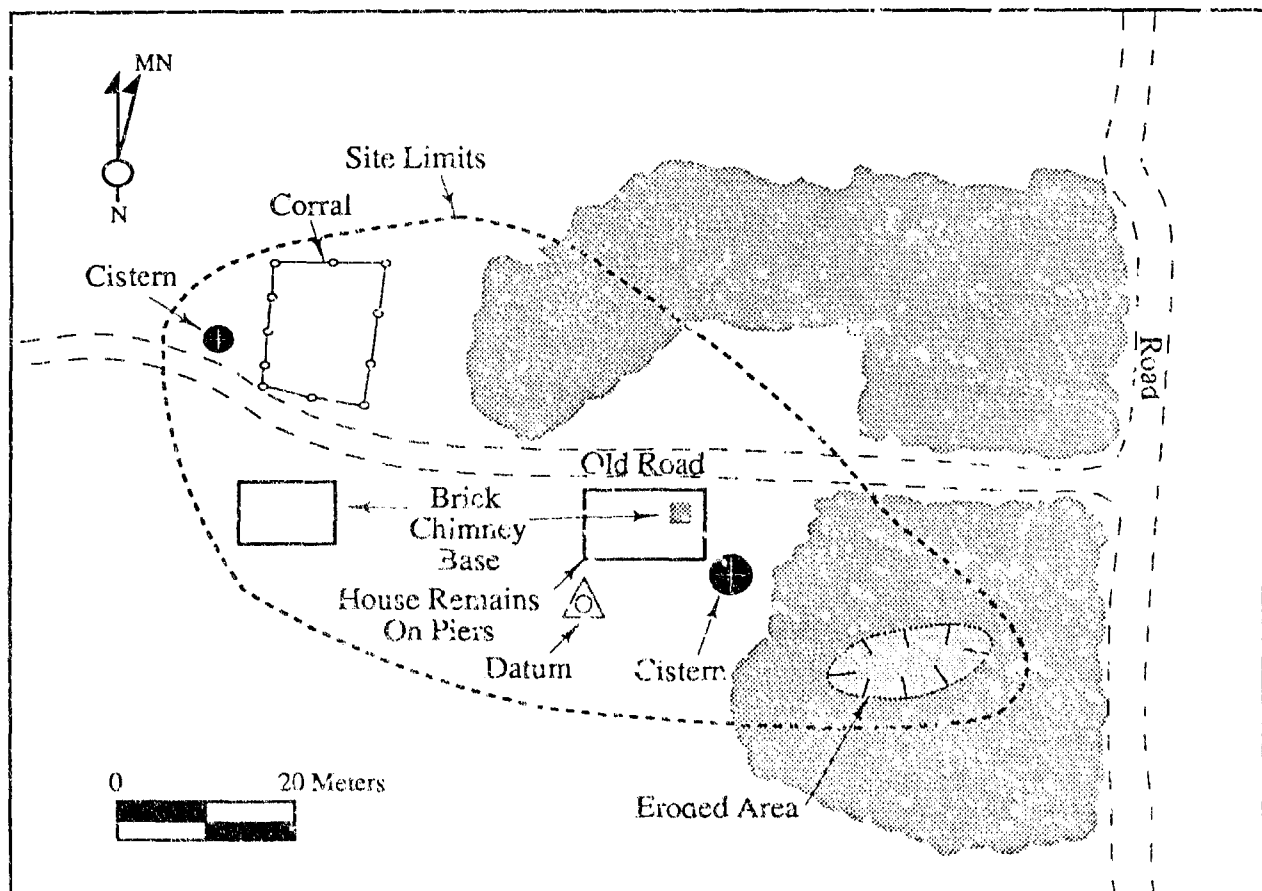 MN
N
Site Limits
Corral
Cistern
Road
Old Road
Brick
Chimney
Base
House Remains
On Piers
Datum
Cistern
0 20 Meters
Eroded Area